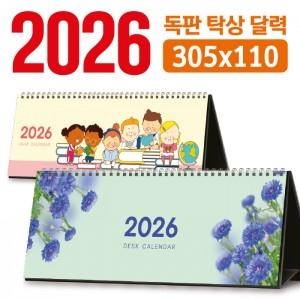 2026
독판 탁상 달력
305x110
2026
DESK CALENDAR
2026
DESK CALENDAR